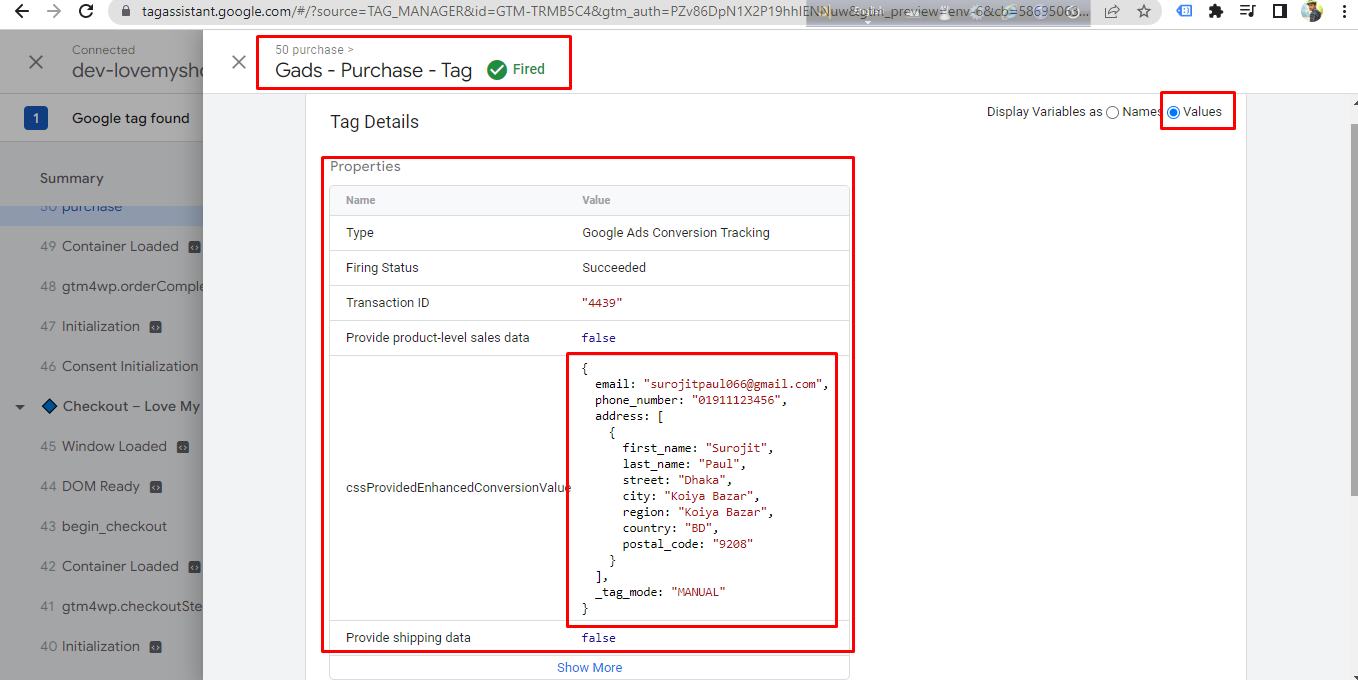 tagassistant.google.com/#/?source=TAG_MANAGER&id=GTM-TRMB5C4&gtm_auth=PZv86DpN1X2P19hhIENNuw&gtm_preview=env-6&cb=58695063...
Connected
dev-lovemysho
50 purchase >
Gads - Purchase - Tag
Fired
1
Google tag found
Tag Details
Display Variables as Names Values
Summary
50 purchase
49 Container Loaded
48 gtm4wp.orderComple
47 Initialization
46 Consent Initialization
Checkout – Love My
45 Window Loaded
44 DOM Ready
43 begin_checkout
42 Container Loaded
41 gtm4wp.checkoutSte
40 Initialization
Properties
Name Value
Type Google Ads Conversion Tracking
Firing Status Succeeded
Transaction ID "4439"
Provide product-level sales data false
cssProvidedEnhancedConversionValue
{
email: "surojitpaul066@gmail.com",
phone_number: "01911123456",
address: [
{
first_name: "Surojit",
last_name: "Paul",
street: "Dhaka",
city: "Koiya Bazar",
region: "Koiya Bazar",
country: "BD",
postal_code: "9208"
}
],
_tag_mode: "MANUAL"
}
Provide shipping data false
Show More